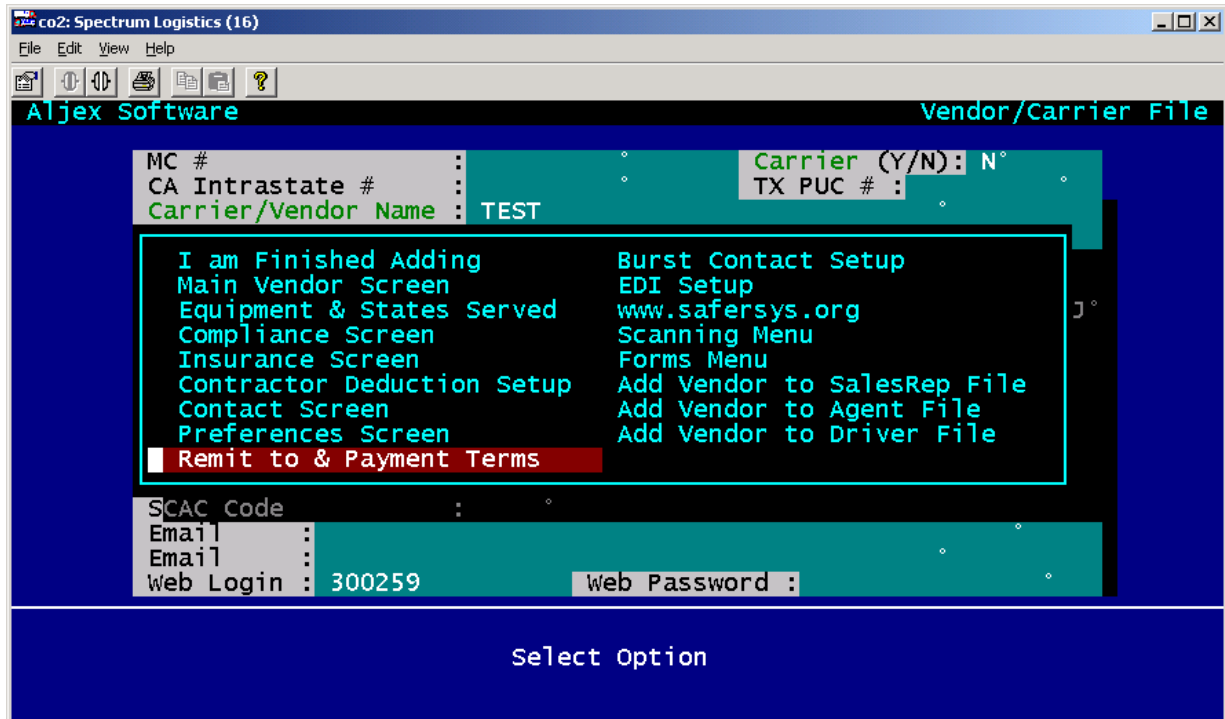 co2: Spectrum Logistics (16)
File Edit View Help
Aljex Software Vendor/Carrier File
MC # : Carrier (Y/N): N
CA Intrastate # : TX PUC # :
Carrier/Vendor Name : TEST
I am Finished Adding Burst Contact Setup
Main Vendor Screen EDI Setup
Equipment & States Served www.safersys.org J
Compliance Screen Scanning Menu
Insurance Screen Forms Menu
Contractor Deduction Setup Add Vendor to SalesRep File
Contact Screen Add Vendor to Agent File
Preferences Screen Add Vendor to Driver File
Remit to & Payment Terms
SCAC Code :
Email :
Email :
Web Login : 300259 Web Password :
Select Option